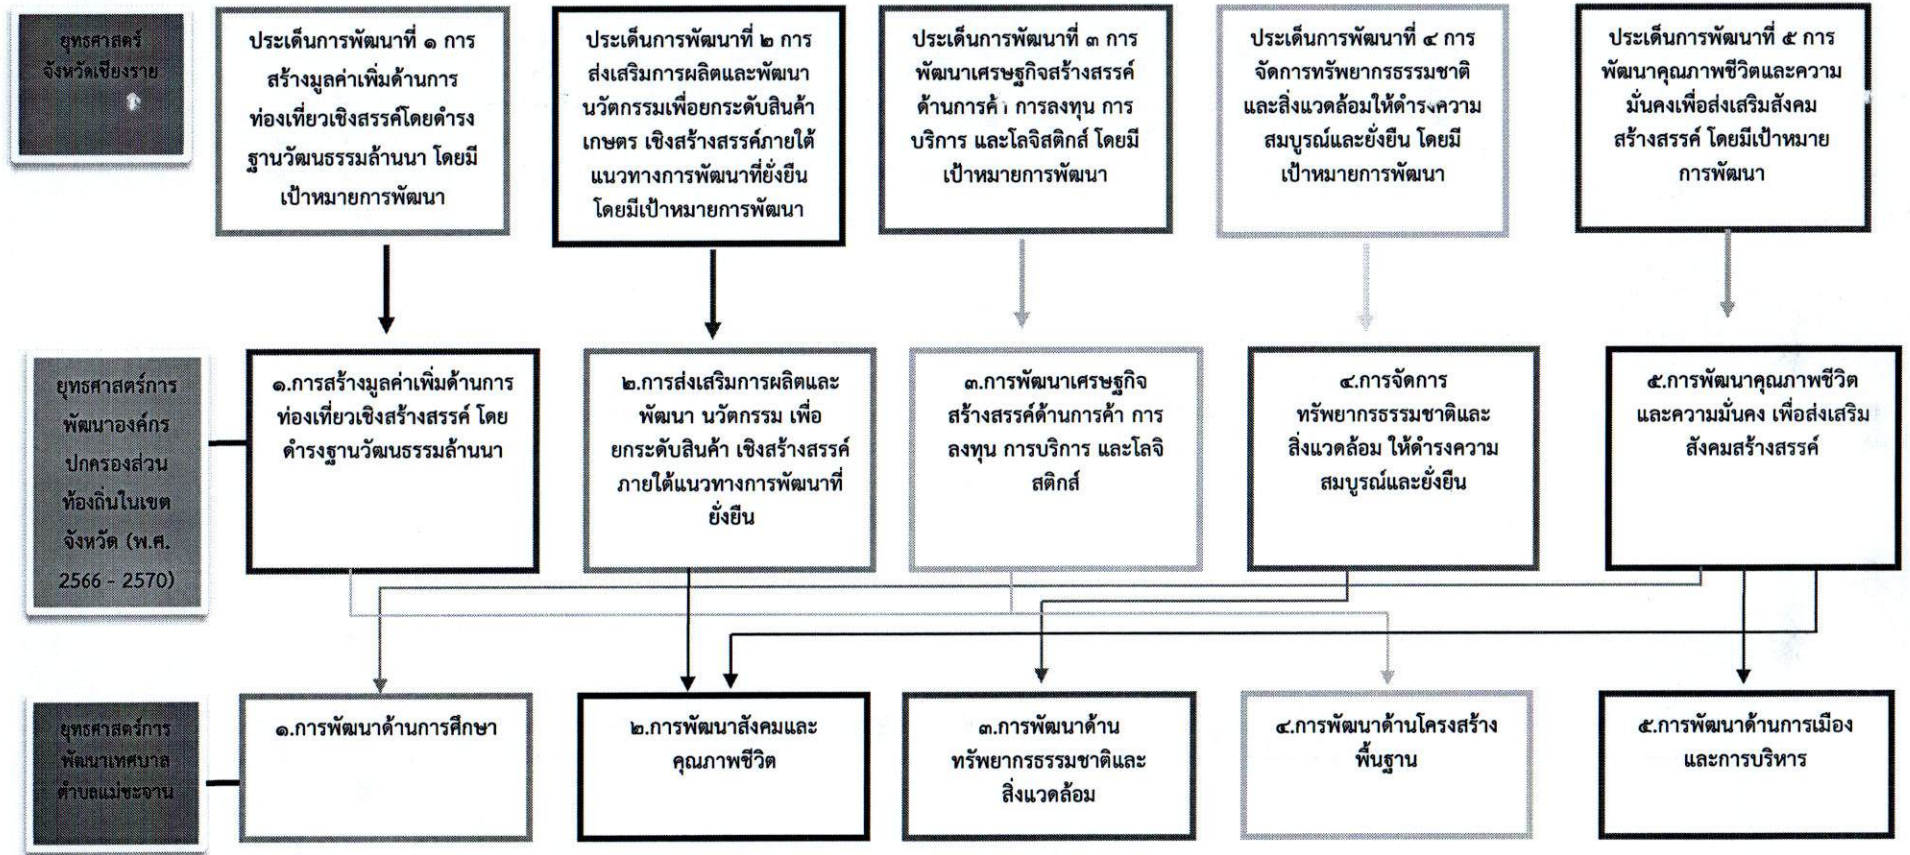 ยุทธศาสตร์
จังหวัดเชียงราย
ประเด็นการพัฒนาที่ ๑ การ
สร้างมูลค่าเพิ่มด้านการ
ท่องเที่ยวเชิงสรรค์โดยดำรง
ฐานวัฒนธรรมล้านนา โดยมี
เป้าหมายการพัฒนา
ประเด็นการพัฒนาที่ ๒ การ
ส่งเสริมการผลิตและพัฒนา
นวัตกรรมเพื่อยกระดับสินค้า
เกษตร เชิงสร้างสรรค์ภายใต้
แนวทางการพัฒนาที่ยั่งยืน
โดยมีเป้าหมายการพัฒนา
ประเด็นการพัฒนาที่ ๓ การ
พัฒนาเศรษฐกิจสร้างสรรค์
ด้านการค้า การลงทุน การ
บริการ และโลจิสติกส์ โดยมี
เป้าหมายการพัฒนา
ประเด็นการพัฒนาที่ ๔ การ
จัดการทรัพยากรธรรมชาติ
และสิ่งแวดล้อมให้ดำรงความ
สมบูรณ์และยั่งยืน โดยมี
เป้าหมายการพัฒนา
ประเด็นการพัฒนาที่ ๕ การ
พัฒนาคุณภาพชีวิตและความ
มั่นคงเพื่อส่งเสริมสังคม
สร้างสรรค์ โดยมีเป้าหมาย
การพัฒนา
ยุทธศาสตร์การ
พัฒนาองค์กร
ปกครองส่วน
ท้องถิ่นในเขต
จังหวัด (พ.ศ.
2566 - 2570)
๑.การสร้างมูลค่าเพิ่มด้านการ
ท่องเที่ยวเชิงสร้างสรรค์ โดย
ดำรงฐานวัฒนธรรมล้านนา
๒.การส่งเสริมการผลิตและ
พัฒนา นวัตกรรม เพื่อ
ยกระดับสินค้า เชิงสร้างสรรค์
ภายใต้แนวทางการพัฒนาที่
ยั่งยืน
๓.การพัฒนาเศรษฐกิจ
สร้างสรรค์ด้านการค้า การ
ลงทุน การบริการ และโลจิ
สติกส์
๔.การจัดการ
ทรัพยากรธรรมชาติและ
สิ่งแวดล้อม ให้ดำรงความ
สมบูรณ์และยั่งยืน
๕.การพัฒนาคุณภาพชีวิต
และความมั่นคง เพื่อส่งเสริม
สังคมสร้างสรรค์
ยุทธศาสตร์การ
พัฒนาเทศบาล
ตำบลแม่ขะจาน
๑.การพัฒนาด้านการศึกษา
๒.การพัฒนาสังคมและ
คุณภาพชีวิต
๓.การพัฒนาด้าน
ทรัพยากรธรรมชาติและ
สิ่งแวดล้อม
๔.การพัฒนาด้านโครงสร้าง
พื้นฐาน
๕.การพัฒนาด้านการเมือง
และการบริหาร